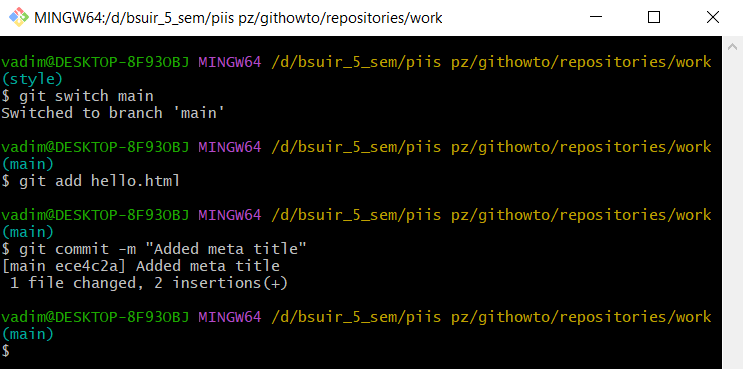 MINGW64:/d/bsuir_5_sem/piis pz/githowto/repositories/work
vadim@DESKTOP-8F93OBJ MINGW64 /d/bsuir_5_sem/piis pz/githowto/repositories/work
(style)
$ git switch main
Switched to branch 'main'
vadim@DESKTOP-8F93OBJ MINGW64 /d/bsuir_5_sem/piis pz/githowto/repositories/work
(main)
$ git add hello.html
vadim@DESKTOP-8F93OBJ MINGW64 /d/bsuir_5_sem/piis pz/githowto/repositories/work
(main)
$ git commit -m "Added meta title"
[main ece4c2a] Added meta title
 1 file changed, 2 insertions(+)
vadim@DESKTOP-8F93OBJ MINGW64 /d/bsuir_5_sem/piis pz/githowto/repositories/work
(main)
$